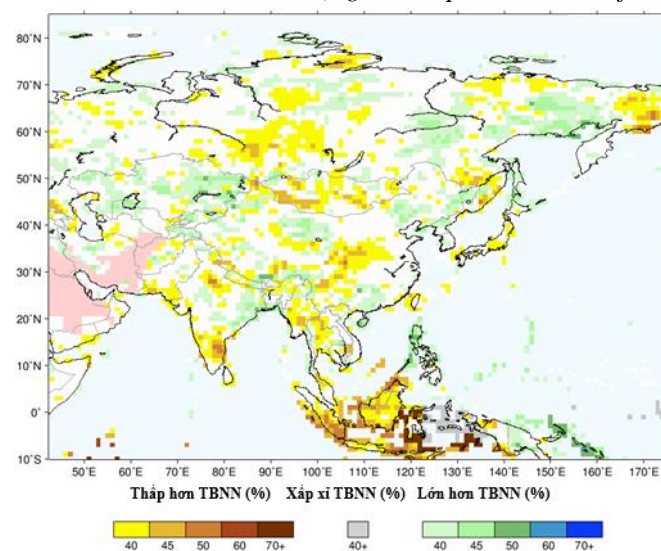 80°N
70°N
60°N
50°N
40°N
30°N
20°N
10°N
0°
10°S
50°E 60°E 70°E 80°E 90°E 100°E 110°E 120°E 130°E 140°E 150°E 160°E 170°E
Thấp hơn TBNN (%) Xấp xỉ TBNN (%) Lớn hơn TBNN (%)
40 45 50 60 70+ 40+ 40 45 50 60 70+